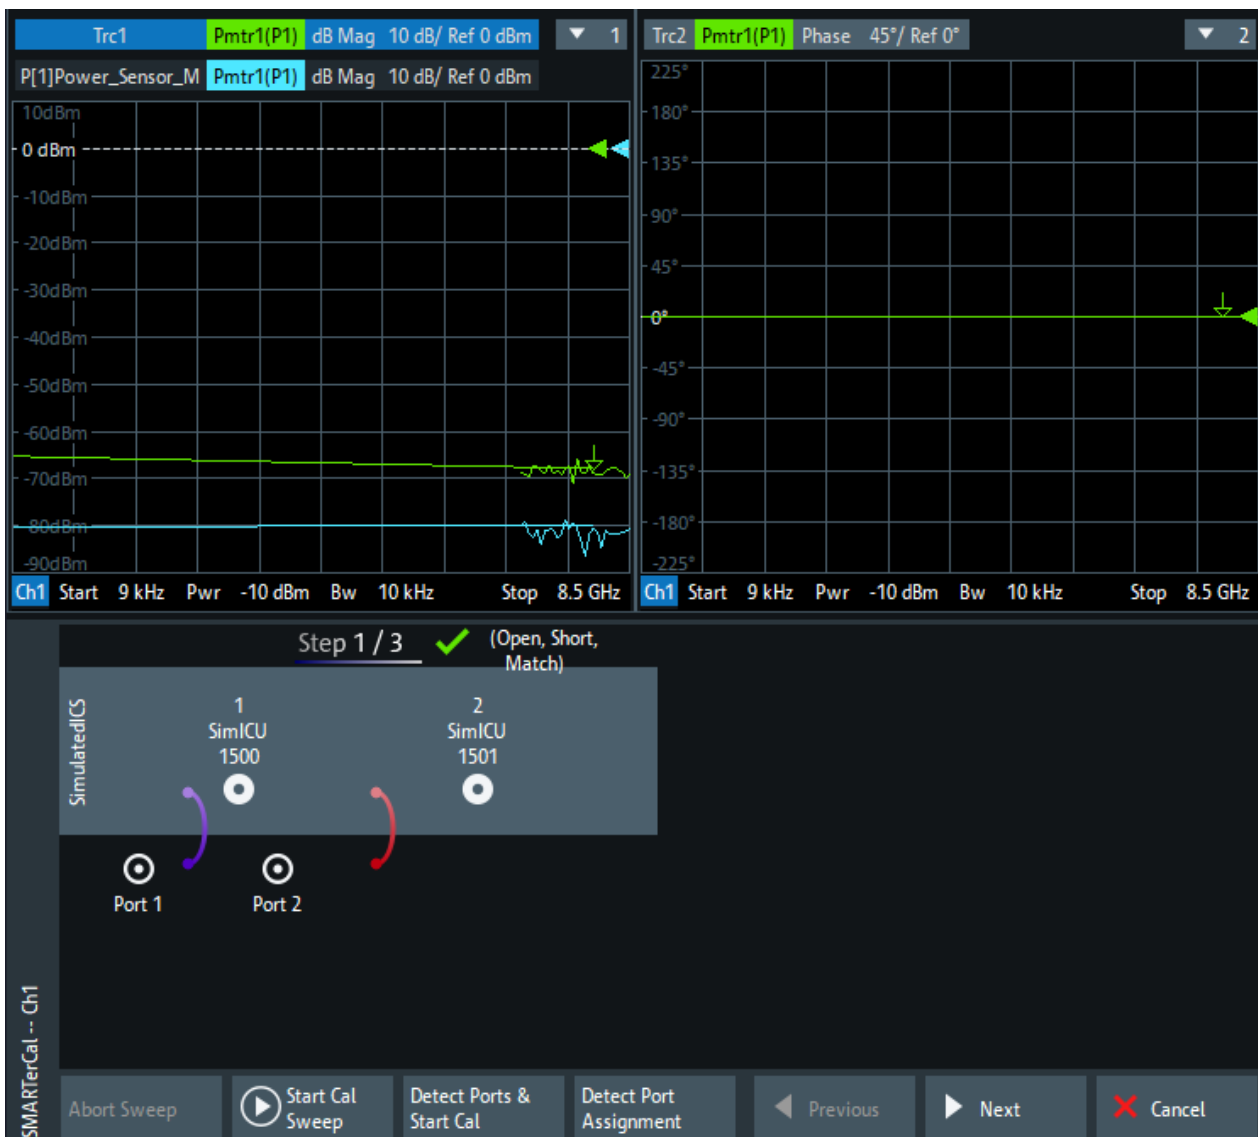 Trc1 Pmtr1(P1) dB Mag 10 dB/ Ref 0 dBm 1
P[1]Power_Sensor_M Pmtr1(P1) dB Mag 10 dB/ Ref 0 dBm
10dBm
0 dBm
-10dBm
-20dBm
-30dBm
-40dBm
-50dBm
-60dBm
-70dBm
-80dBm
-90dBm
Ch1 Start 9 kHz Pwr -10 dBm Bw 10 kHz Stop 8.5 GHz
Trc2 Pmtr1(P1) Phase 45°/ Ref 0° 2
225°
180°
135°
90°
45°
0°
-45°
-90°
-135°
-180°
-225°
Ch1 Start 9 kHz Pwr -10 dBm Bw 10 kHz Stop 8.5 GHz
SMARTerCal -- Ch1
Step 1 / 3
(Open, Short,
Match)
SimulatedICS
1
SimICU
1500
2
SimICU
1501
Port 1
Port 2
Abort Sweep
Start Cal
Sweep
Detect Ports &
Start Cal
Detect Port
Assignment
Previous
Next
Cancel